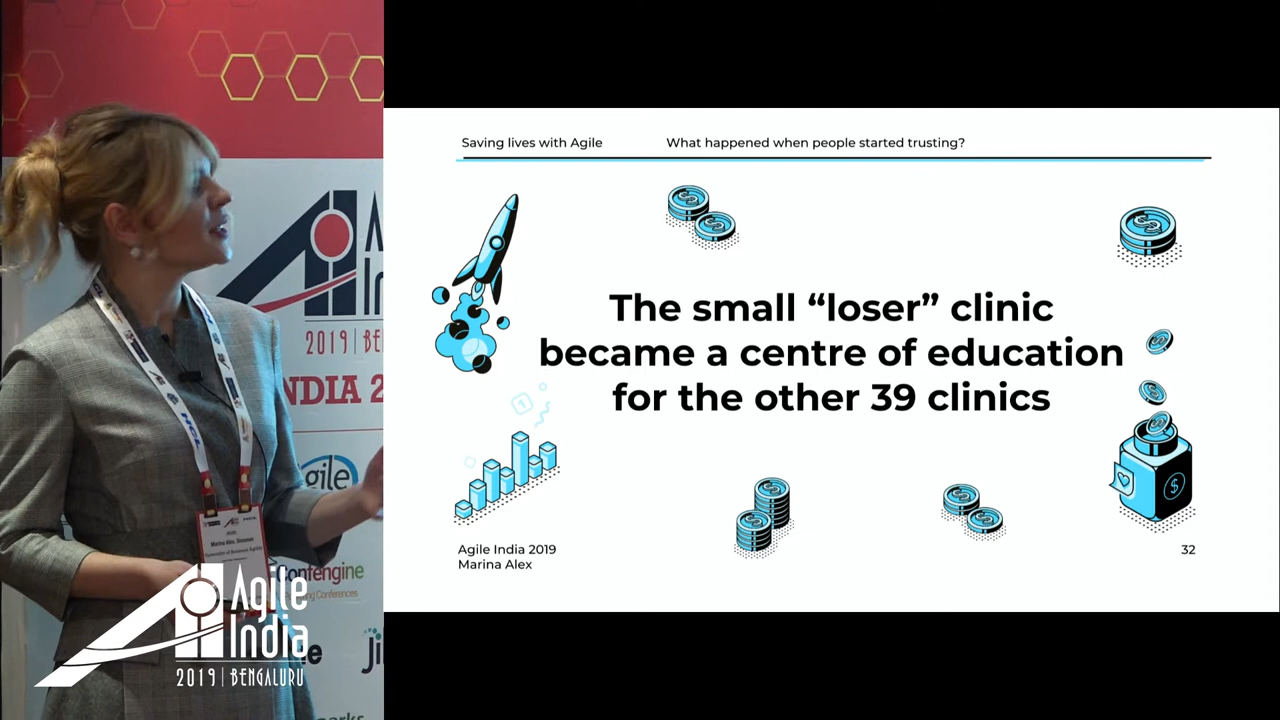 Saving lives with Agile
What happened when people started trusting?
The small “loser” clinic
became a centre of education
for the other 39 clinics
Agile India 2019
Marina Alex
32
2019 | BE
NDIA 2
gile
Confengine
HCL
Agile
India
2019 | BENGALURU